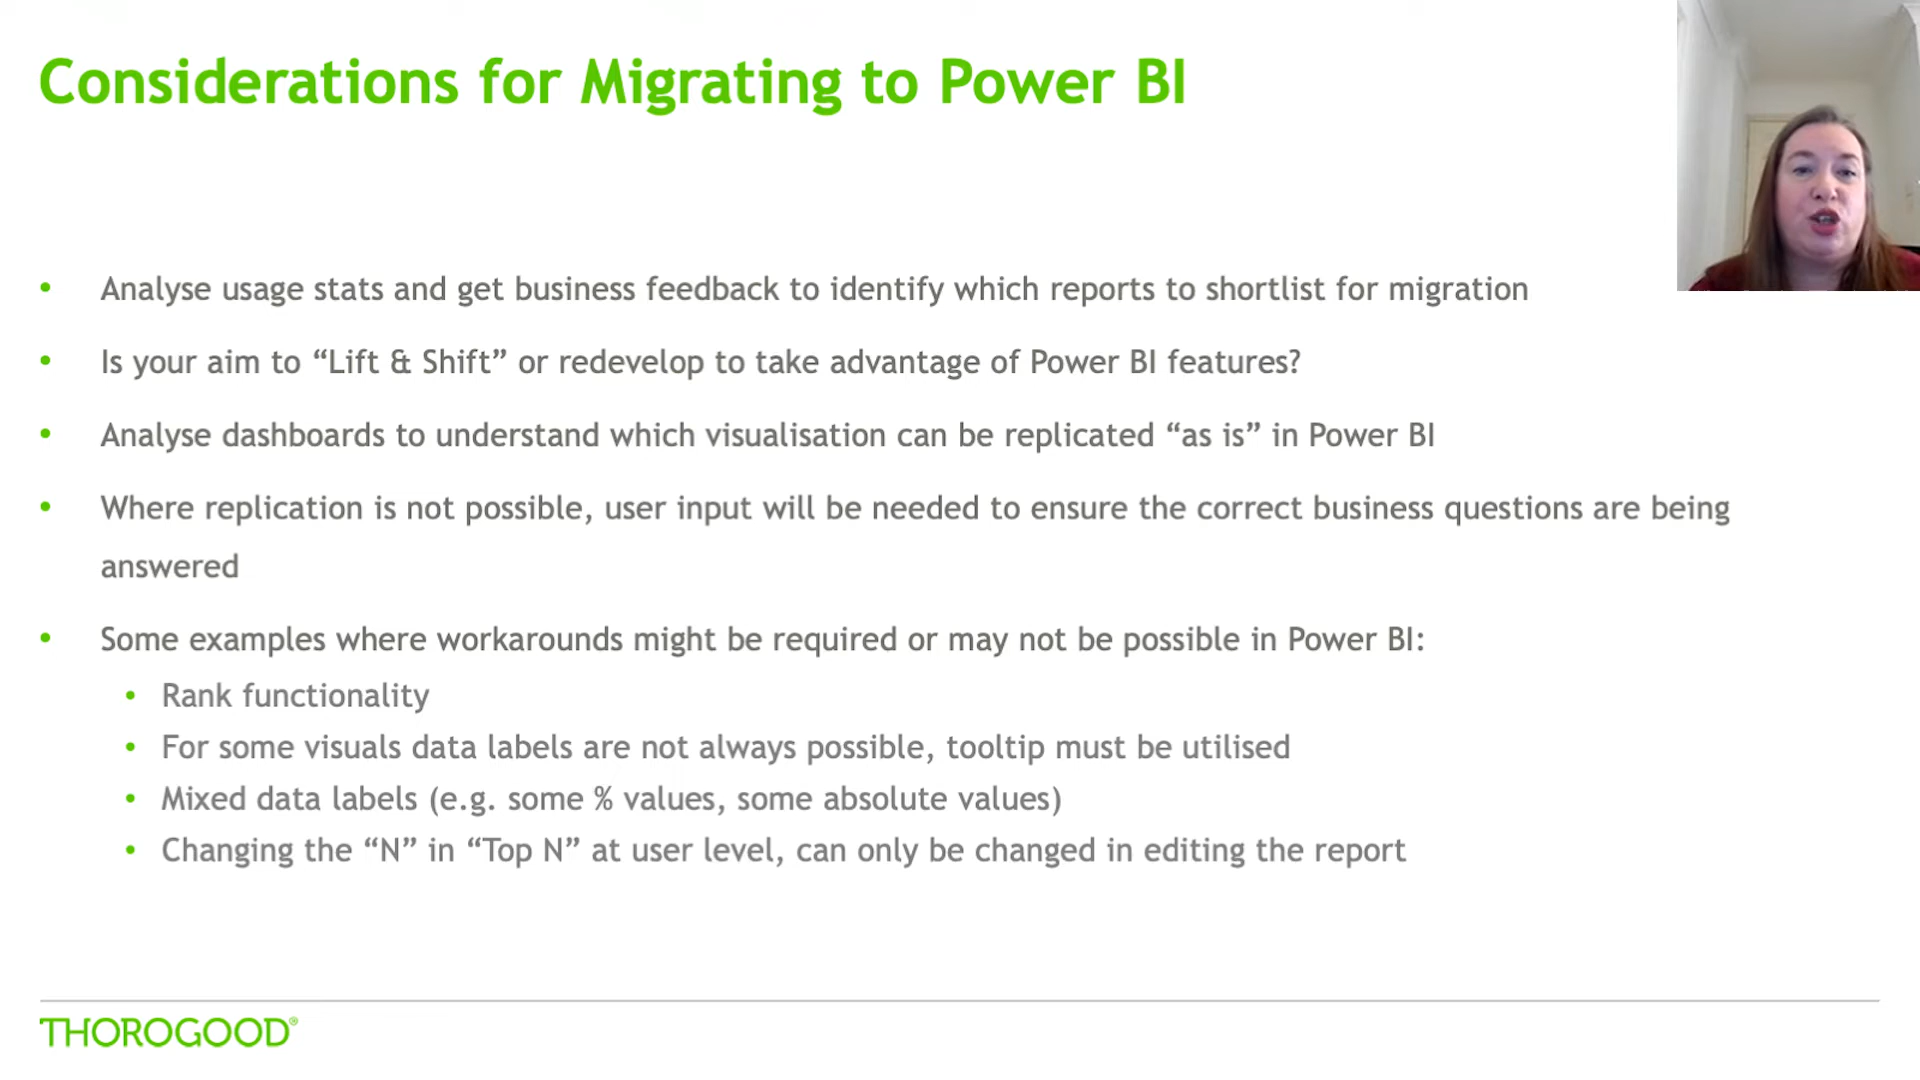 Considerations for Migrating to Power BI
• Analyse usage stats and get business feedback to identify which reports to shortlist for migration
• Is your aim to “Lift & Shift” or redevelop to take advantage of Power BI features?
• Analyse dashboards to understand which visualisation can be replicated “as is” in Power BI
• Where replication is not possible, user input will be needed to ensure the correct business questions are being
answered
• Some examples where workarounds might be required or may not be possible in Power BI:
• Rank functionality
• For some visuals data labels are not always possible, tooltip must be utilised
• Mixed data labels (e.g. some % values, some absolute values)
• Changing the “N” in “Top N” at user level, can only be changed in editing the report
THOROGOOD®